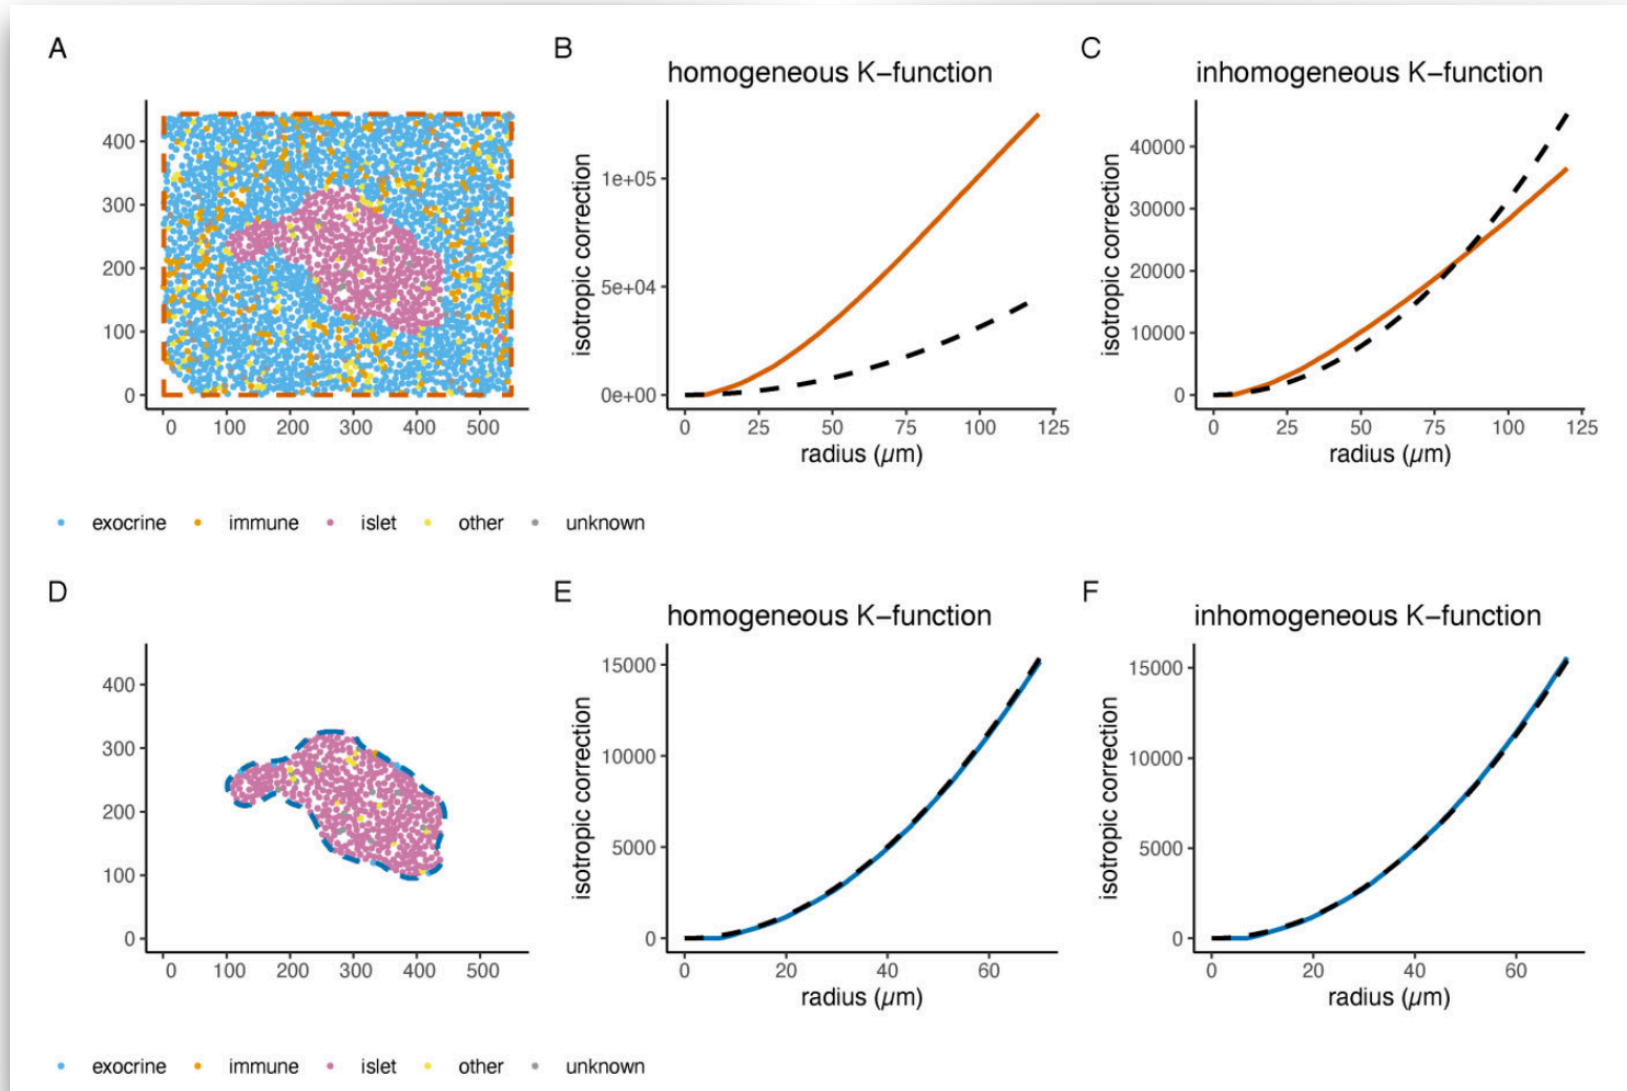 A
B
C
homogeneous K−function
inhomogeneous K−function
400
300
200
100
0
0 100 200 300 400 500
isotropic correction
1e+05
5e+04
0e+00
0 25 50 75 100 125
radius (µm)
isotropic correction
40000
30000
20000
10000
0
0 25 50 75 100 125
radius (µm)
exocrine immune islet other unknown
D
E
F
homogeneous K−function
inhomogeneous K−function
400
300
200
100
0
0 100 200 300 400 500
isotropic correction
15000
10000
5000
0
0 20 40 60
radius (µm)
isotropic correction
15000
10000
5000
0
0 20 40 60
radius (µm)
exocrine immune islet other unknown